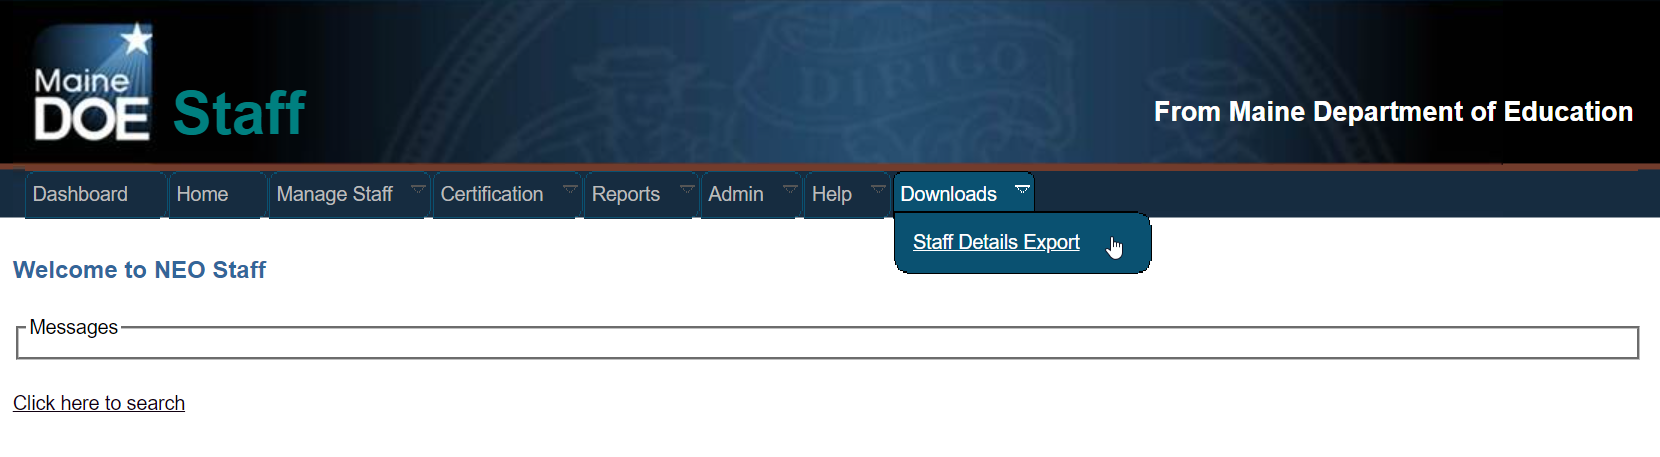 Maine
DOE
Staff
DIRIGO
From Maine Department of Education
Dashboard Home Manage Staff Certification Reports Admin Help Downloads
Staff Details Export
Welcome to NEO Staff
Messages
Click here to search